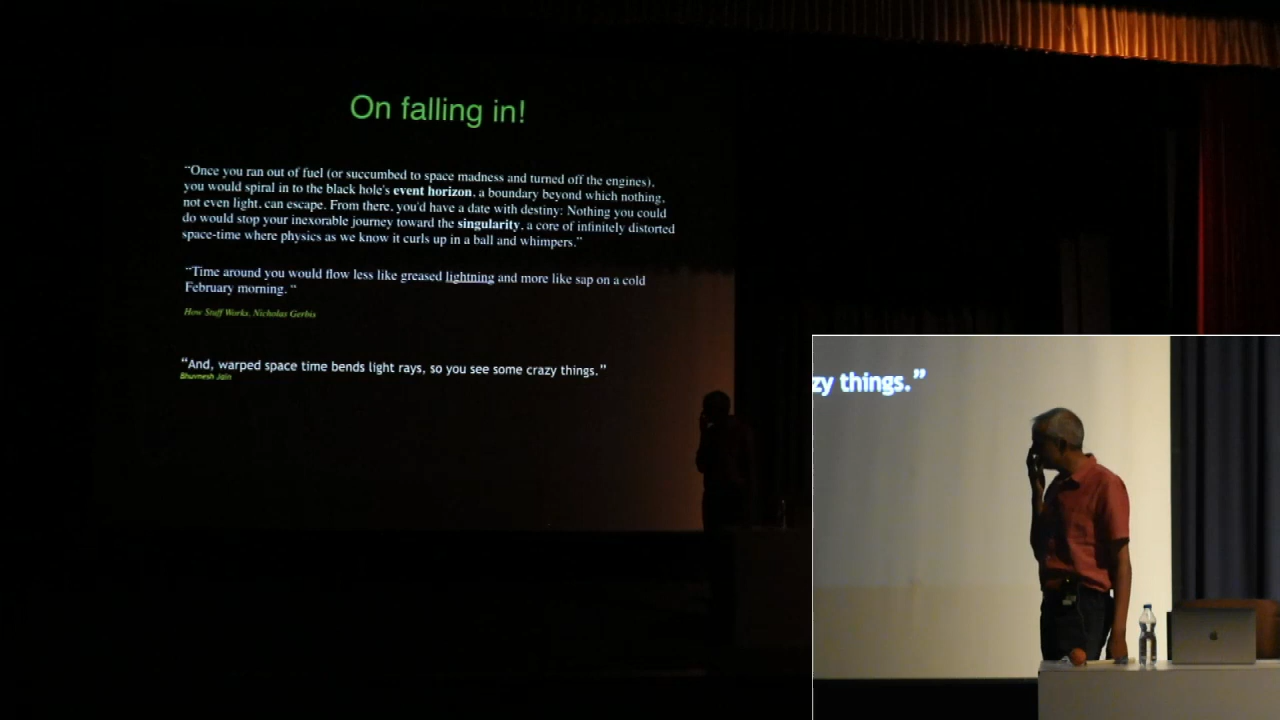 On falling in!
“Once you ran out of fuel (or succumbed to space madness and turned off the engines),
you would spiral in to the black hole's event horizon, a boundary beyond which nothing,
not even light, can escape. From there, you'd have a date with destiny: Nothing you could
do would stop your inexorable journey toward the singularity, a core of infinitely distorted
space-time where physics as we know it curls up in a ball and whimpers.”
“Time around you would flow less like greased lightning and more like sap on a cold
February morning. “
How Stuff Works, Nicholas Gerbis
“And, warped space time bends light rays, so you see some crazy things.”
Bhuvnesh Jain
zy things.”